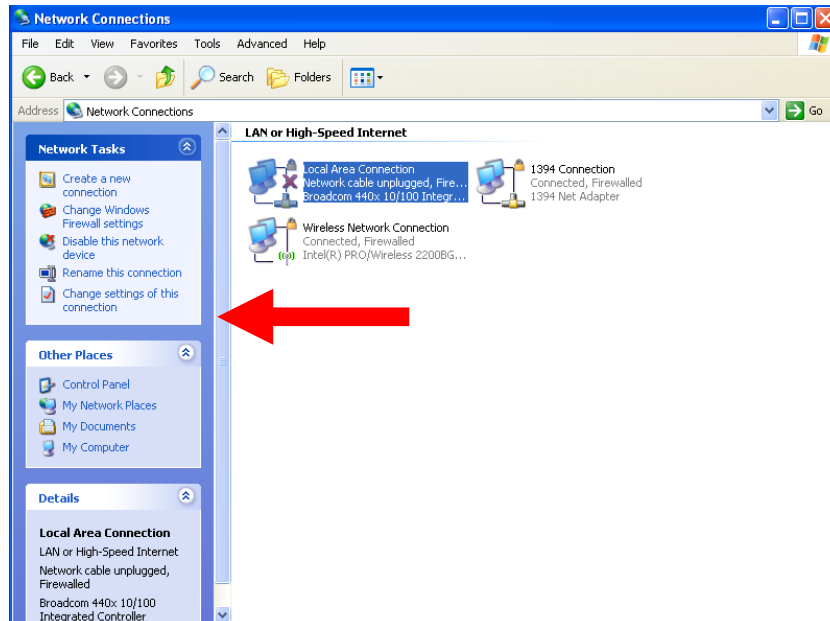 Network Connections
File Edit View Favorites Tools Advanced Help
Back Search Folders
Address Network Connections Go
Network Tasks
Create a new
connection
Change Windows
Firewall settings
Disable this network
device
Rename this connection
Change settings of this
connection
Other Places
Control Panel
My Network Places
My Documents
My Computer
Details
Local Area Connection
LAN or High-Speed Internet
Network cable unplugged,
Firewalled
Broadcom 440x 10/100
Integrated Controller
LAN or High-Speed Internet
Local Area Connection
Network cable unplugged, Fire...
Broadcom 440x 10/100 Integr...
1394 Connection
Connected, Firewalled
1394 Net Adapter
Wireless Network Connection
Connected, Firewalled
Intel(R) PRO/Wireless 2200BG...